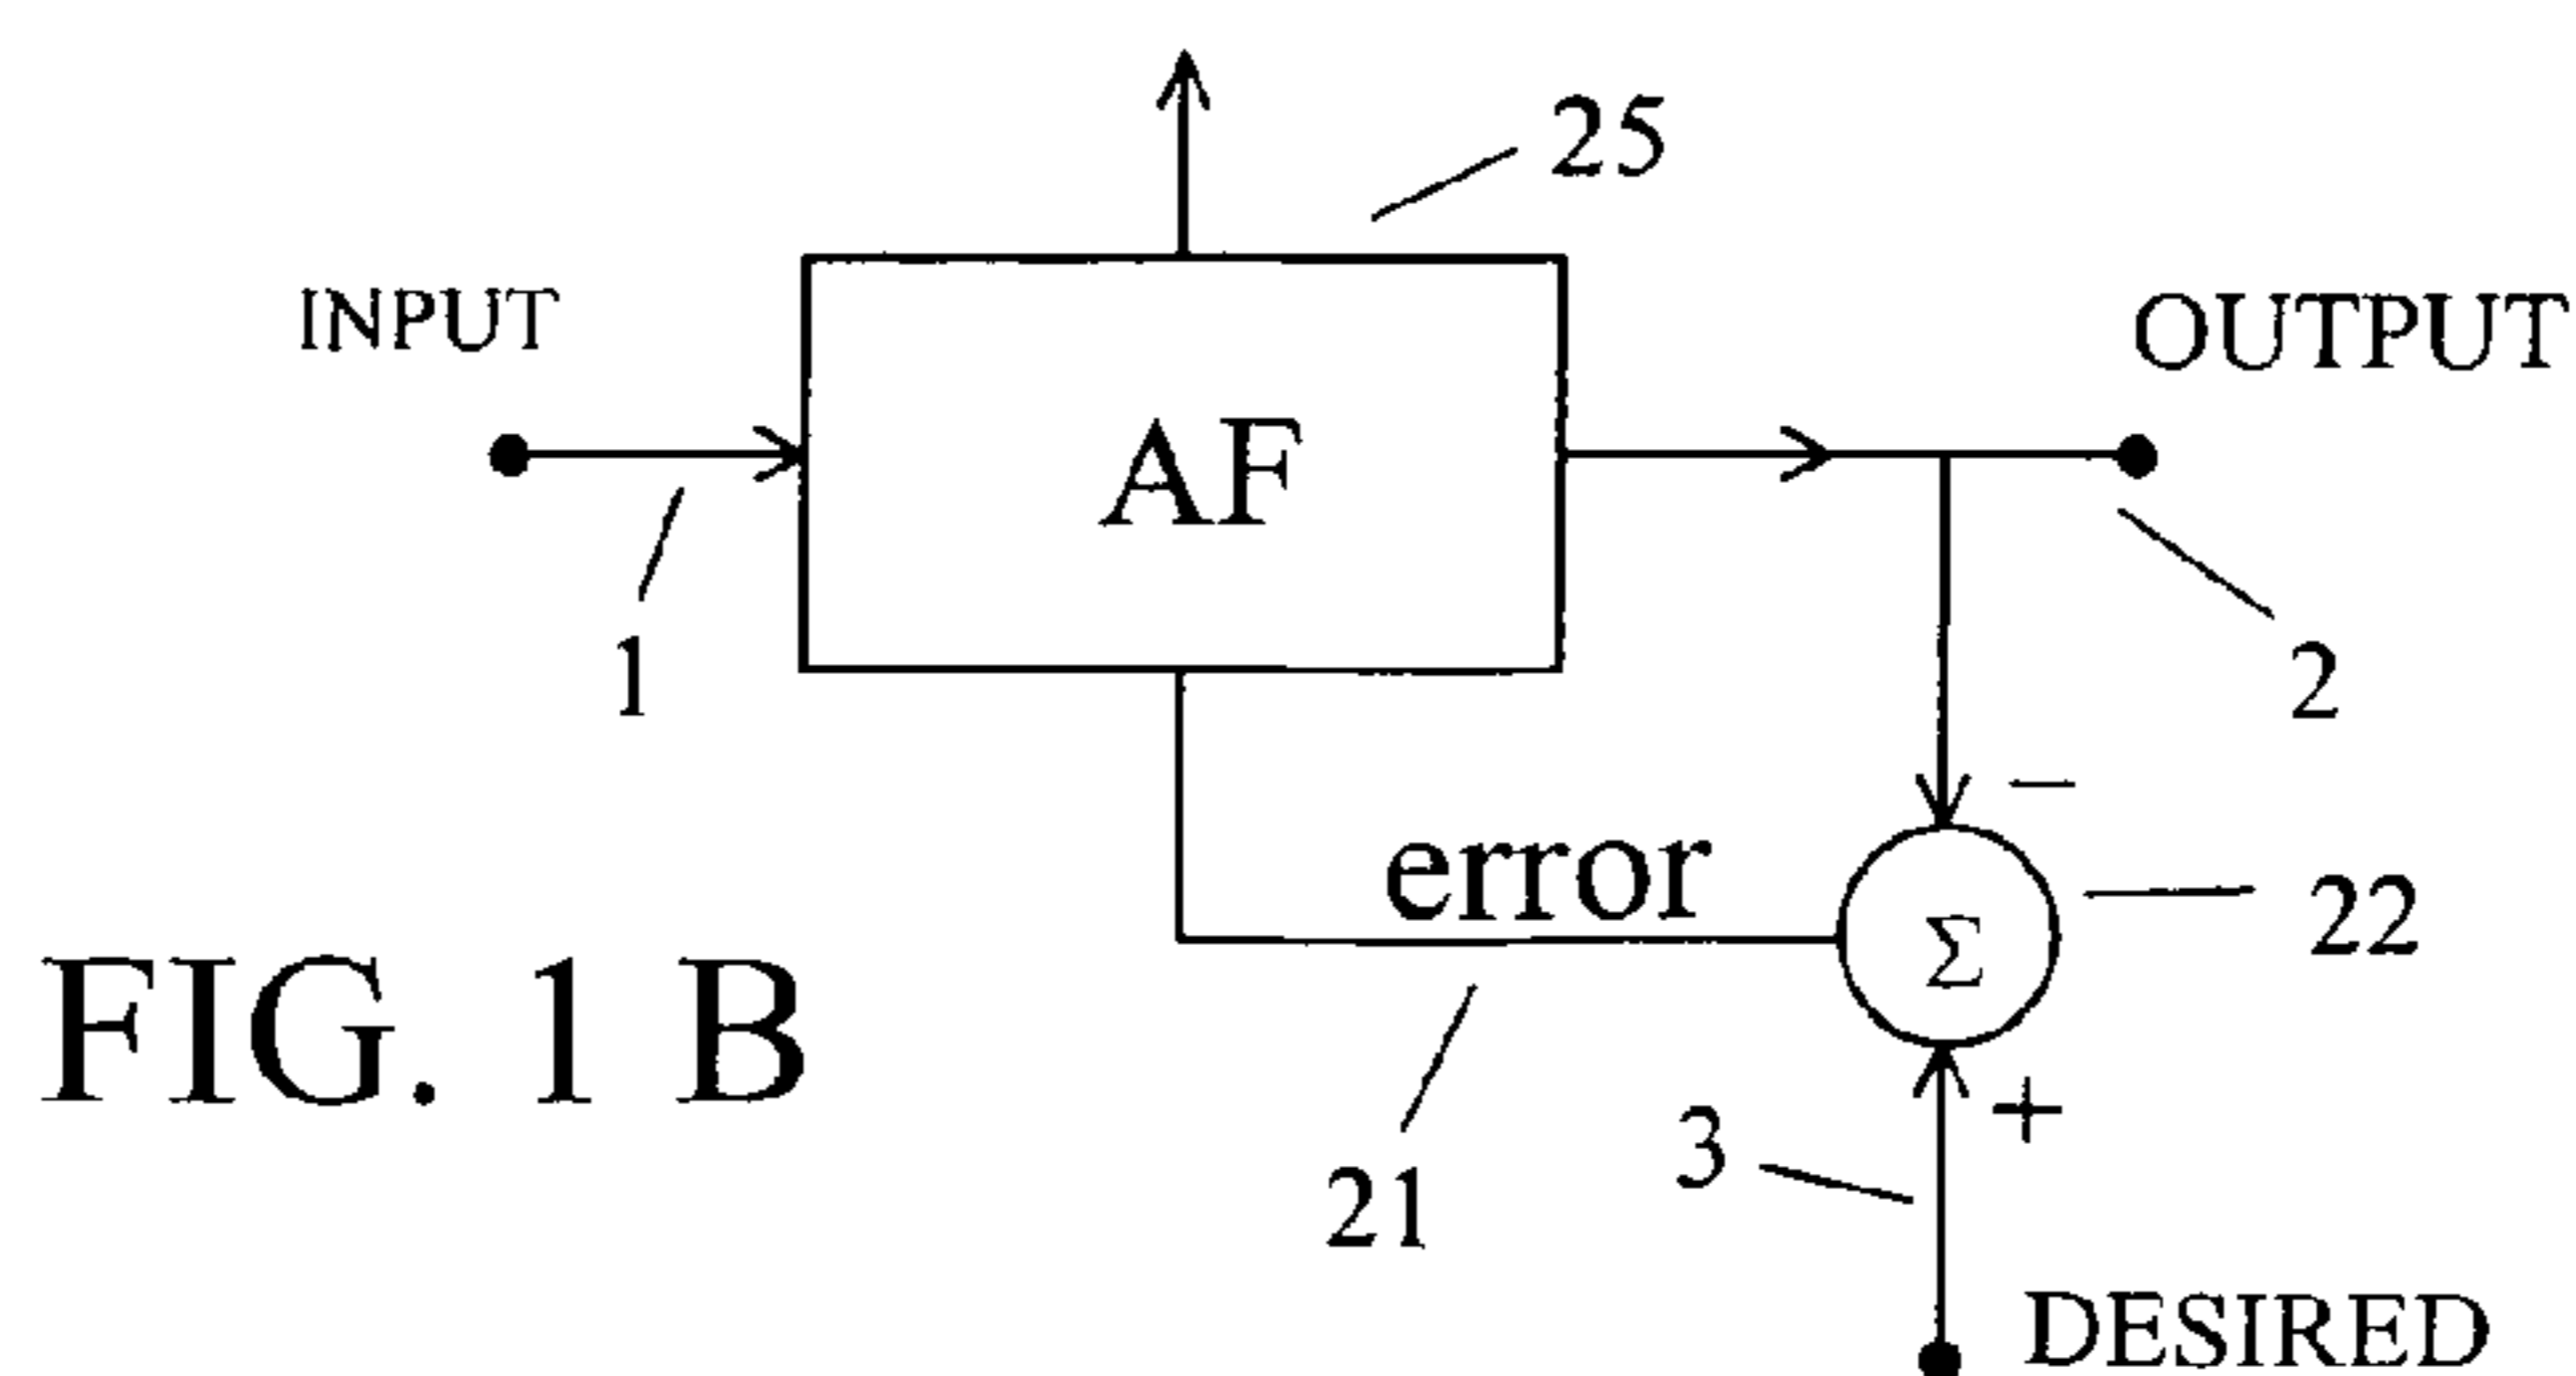 25
INPUT
OUTPUT
AF
1
2
−
error
Σ
22
FIG. 1 B
+
3
21
DESIRED